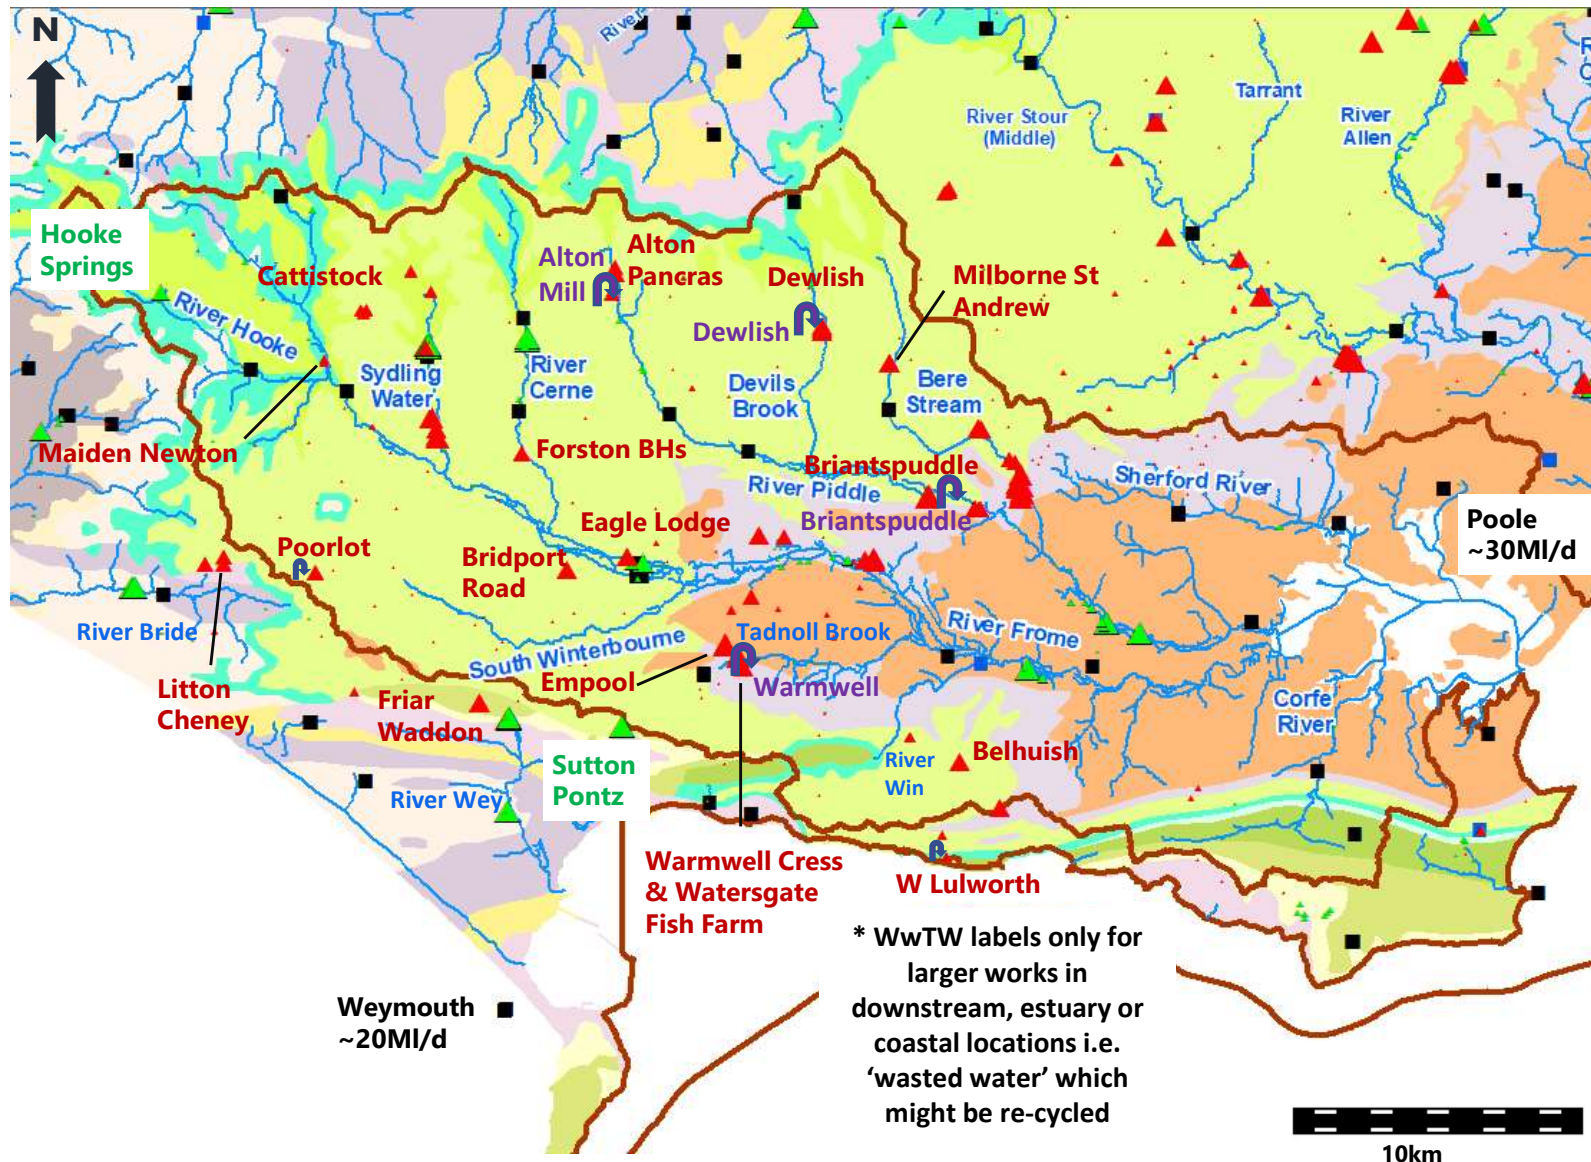 N
River
River Stour
(Middle)
Tarrant
River
Allen
R
Hooke
Springs
Cattistock
Alton
Mill
Alton
Pancras
Dewlish
Dewlish
Milborne St
Andrew
River Hooke
Sydling
Water
River
Cerne
Devils
Brook
Bere
Stream
Maiden Newton
Forston BHs
Briantspuddle
River Piddle
Briantspuddle
Sherford River
Poole
~30Ml/d
Eagle Lodge
Poorlot
Bridport
Road
River Bride
South Winterbourne
Tadnoll Brook
River Frome
Empool
Warmwell
Litton
Cheney
Friar
Waddon
Corfe
River
Sutton
Pontz
River
Win
Belhuish
River Wey
Warmwell Cress
& Watersgate
Fish Farm
W Lulworth
* WwTW labels only for
larger works in
downstream, estuary or
coastal locations i.e.
‘wasted water’ which
might be re-cycled
Weymouth
~20Ml/d
10km